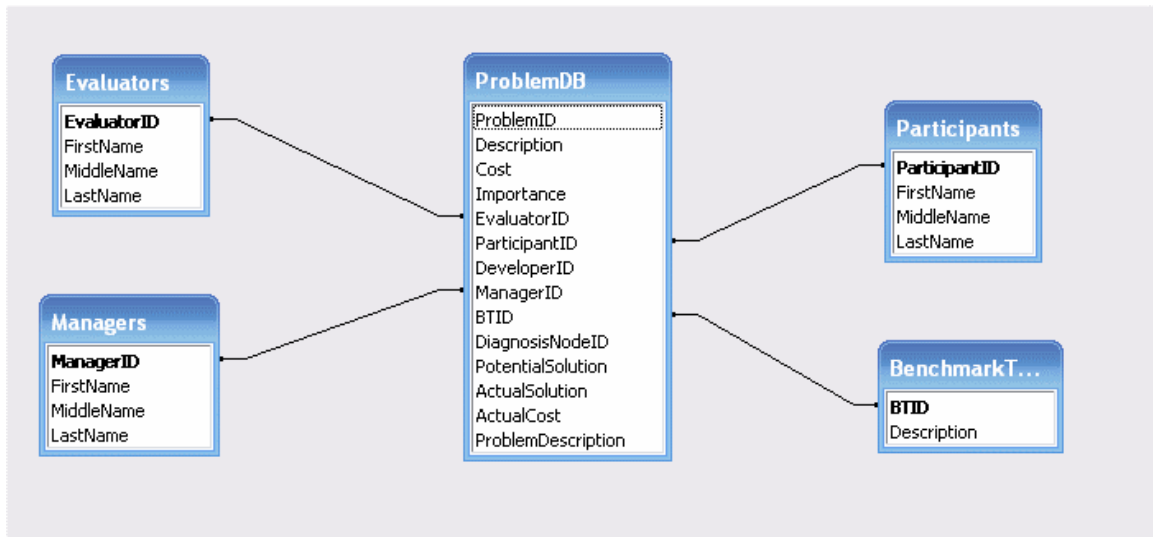 Evaluators
EvaluatorID
FirstName
MiddleName
LastName
Managers
ManagerID
FirstName
MiddleName
LastName
ProblemDB
ProblemID
Description
Cost
Importance
EvaluatorID
ParticipantID
DeveloperID
ManagerID
BTID
DiagnosisNodeID
PotentialSolution
ActualSolution
ActualCost
ProblemDescription
Participants
ParticipantID
FirstName
MiddleName
LastName
BenchmarkT...
BTID
Description